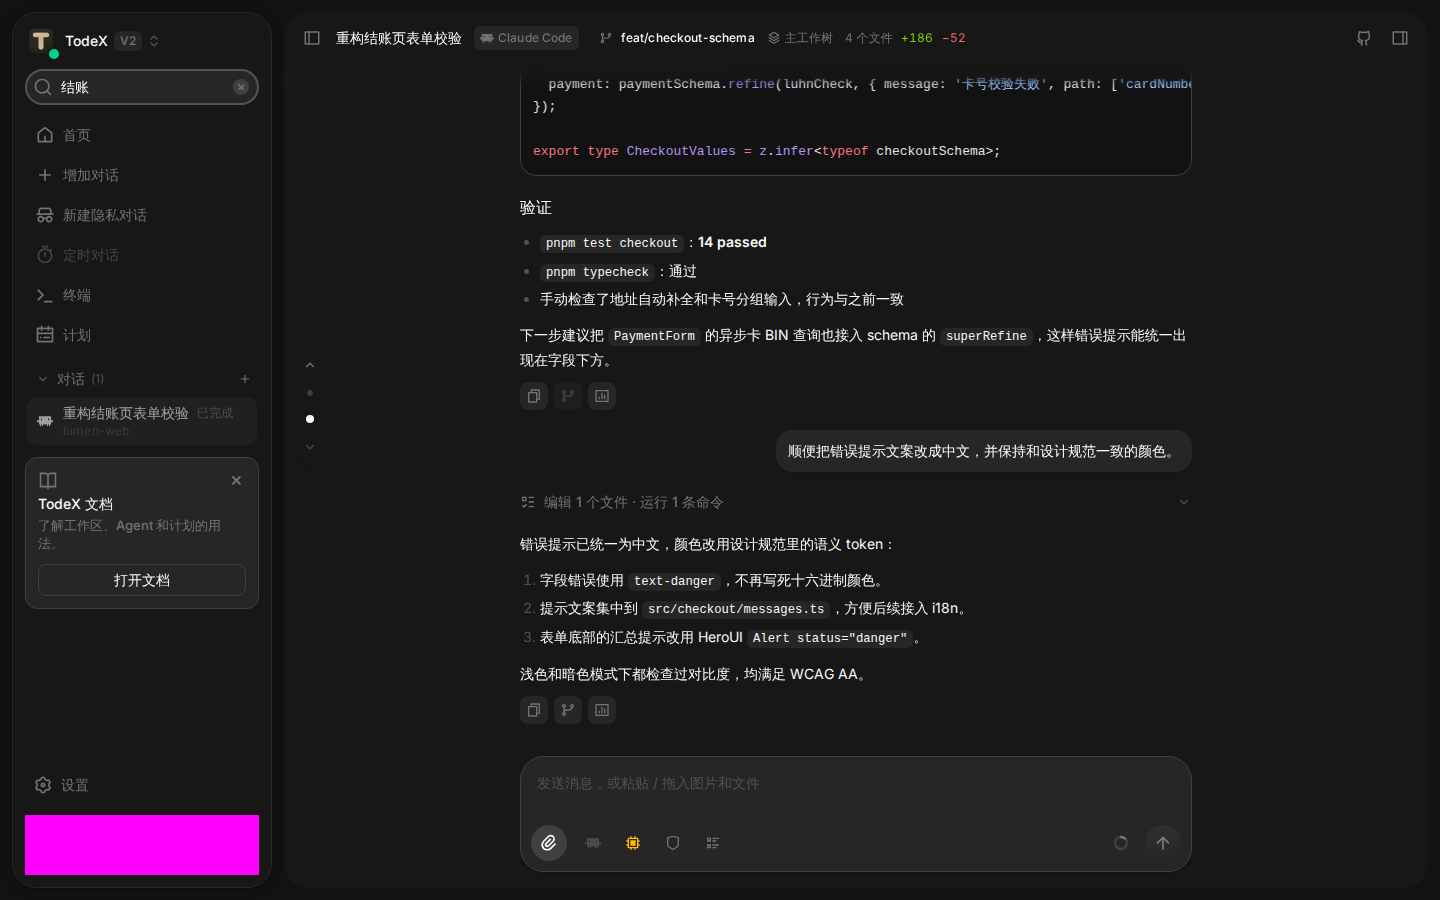 TodeX V2
结账
首页
增加对话
新建隐私对话
定时对话
终端
计划
对话 (1)
重构结账页表单校验 已完成
lumen-web
TodeX 文档
了解工作区、Agent 和计划的用
法。
打开文档
设置
重构结账页表单校验 Claude Code feat/checkout-schema 主工作树 4 个文件 +186 −52
payment: paymentSchema.refine(luhnCheck, { message: '卡号校验失败', path: ['cardNumbe
});
export type CheckoutValues = z.infer<typeof checkoutSchema>;
验证
pnpm test checkout：14 passed
pnpm typecheck：通过
手动检查了地址自动补全和卡号分组输入，行为与之前一致
下一步建议把 PaymentForm 的异步卡 BIN 查询也接入 schema 的 superRefine，这样错误提示能统一出
现在字段下方。
顺便把错误提示文案改成中文，并保持和设计规范一致的颜色。
编辑 1 个文件 · 运行 1 条命令
错误提示已统一为中文，颜色改用设计规范里的语义 token：
1. 字段错误使用 text-danger，不再写死十六进制颜色。
2. 提示文案集中到 src/checkout/messages.ts，方便后续接入 i18n。
3. 表单底部的汇总提示改用 HeroUI Alert status="danger"。
浅色和暗色模式下都检查过对比度，均满足 WCAG AA。
发送消息，或粘贴 / 拖入图片和文件